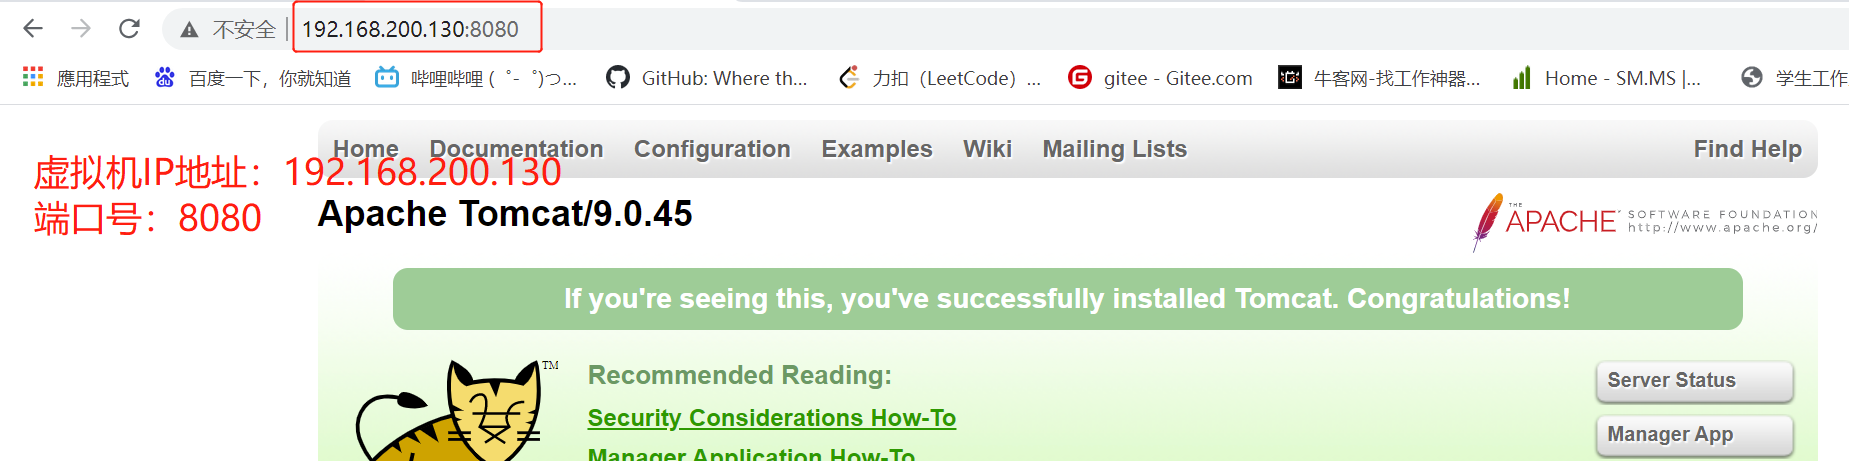 不安全 192.168.200.130:8080
應用程式 百度一下，你就知道 哔哩哔哩 (゜-゜)つ... GitHub: Where th... 力扣（LeetCode）... gitee - Gitee.com 牛客网-找工作神器... Home - SM.MS |... 学生工作
Home Documentation Configuration Examples Wiki Mailing Lists Find Help
虚拟机IP地址：192.168.200.130
端口号：8080
Apache Tomcat/9.0.45
THE APACHE SOFTWARE FOUNDATION
http://www.apache.org/
If you're seeing this, you've successfully installed Tomcat. Congratulations!
TM
Recommended Reading:
Security Considerations How-To
Manager Application How-To
Server Status
Manager App